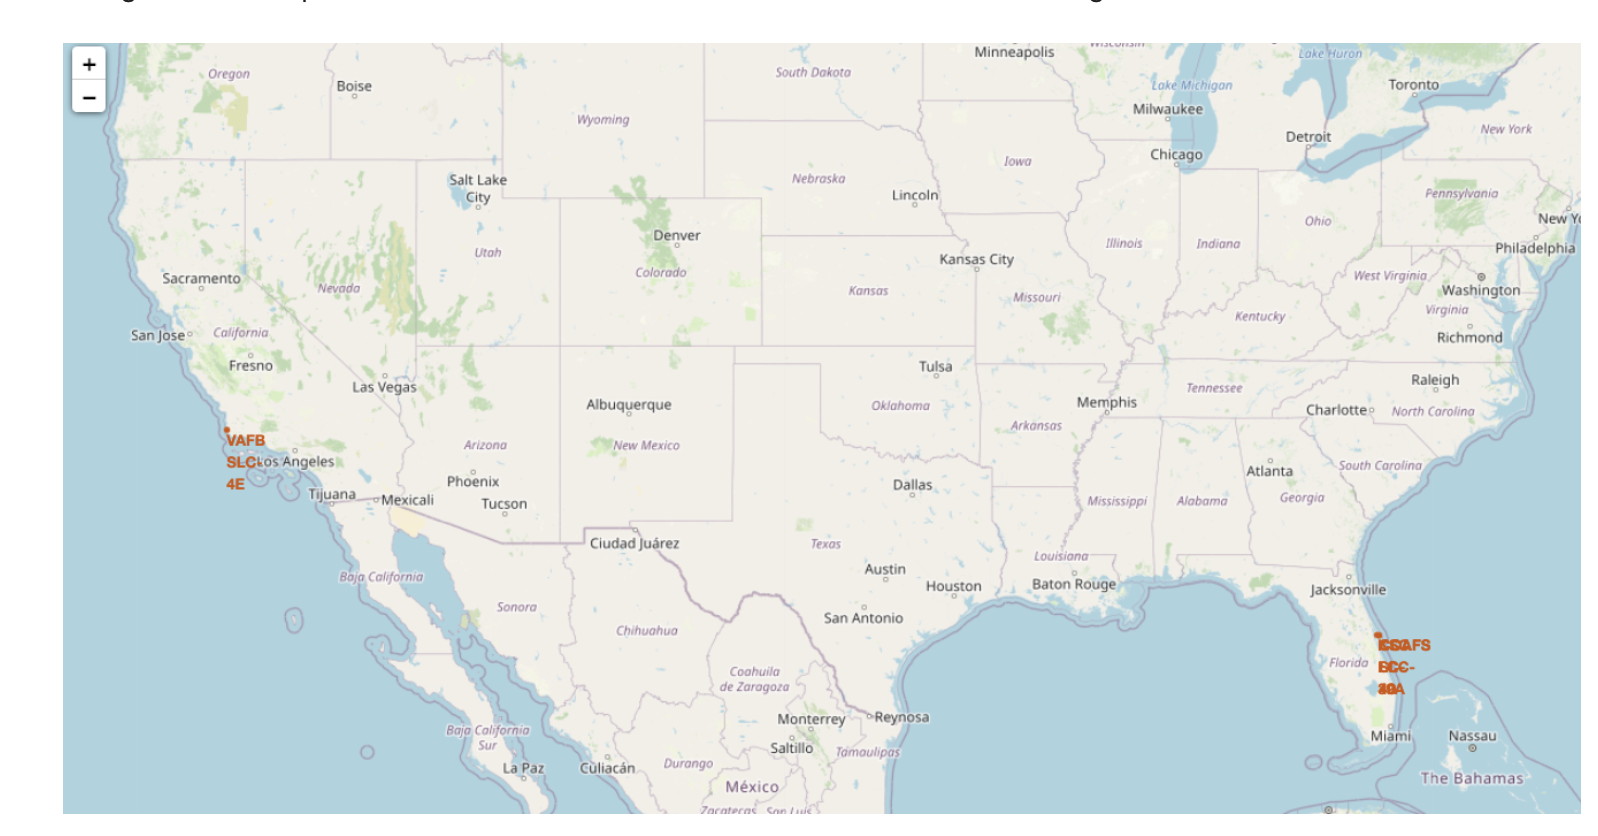 +
−
Oregon
Boise
Wyoming
South Dakota
Minneapolis
Wisconsin
Lake Michigan
Lake Huron
Toronto
Milwaukee
Detroit
New York
Chicago
Iowa
Nebraska
Lincoln
Salt Lake
City
Utah
Denver
Colorado
Kansas City
Kansas
Missouri
Illinois
Indiana
Ohio
Pennsylvania
Philadelphia
West Virginia
Washington
Virginia
Richmond
Kentucky
Sacramento
Nevada
San Jose
California
Fresno
Las Vegas
Albuquerque
New Mexico
Arizona
Phoenix
Tucson
Tulsa
Oklahoma
Arkansas
Memphis
Tennessee
Raleigh
Charlotte
North Carolina
South Carolina
Atlanta
Georgia
Alabama
Mississippi
VAFB
SLC-
4E
Los Angeles
Tijuana
Mexicali
Dallas
Texas
Ciudad Juárez
Austin
Houston
San Antonio
Louisiana
Baton Rouge
Jacksonville
Florida
Baja California
Sonora
Chihuahua
Coahuila
de Zaragoza
Monterrey
Reynosa
Saltillo
Tamaulipas
Baja California
Sur
La Paz
Culiacán
Durango
México
Zacatecas
San Luis
Miami
Nassau
The Bahamas